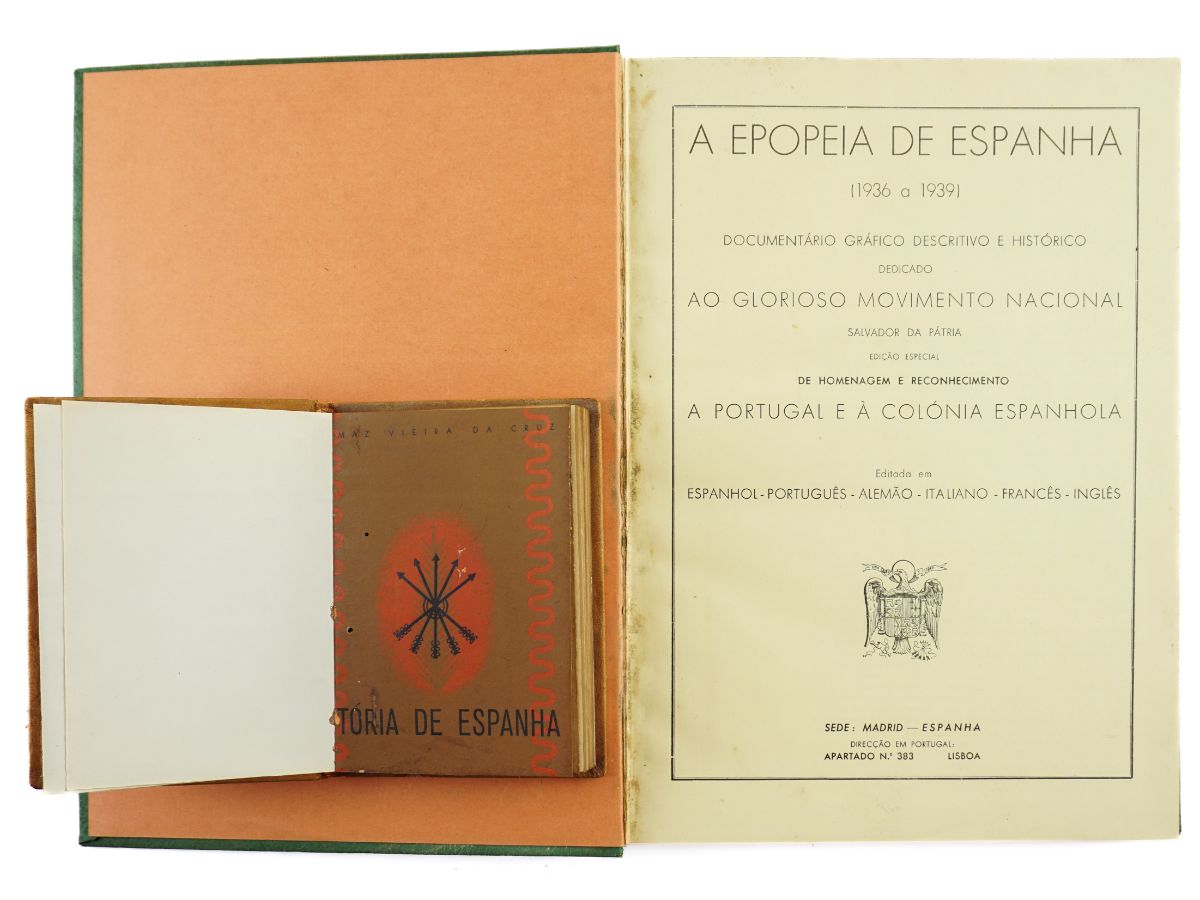 MAZ VIEIRA DA CRUZ
TÓRIA DE ESPANHA
A EPOPEIA DE ESPANHA
(1936 a 1939)
DOCUMENTÁRIO GRÁFICO DESCRITIVO E HISTÓRICO
DEDICADO
AO GLORIOSO MOVIMENTO NACIONAL
SALVADOR DA PÁTRIA
EDIÇÃO ESPECIAL
DE HOMENAGEM E RECONHECIMENTO
A PORTUGAL E À COLÓNIA ESPANHOLA
Editada em
ESPANHOL - PORTUGUÊS - ALEMÃO - ITALIANO - FRANCÊS - INGLÊS
SEDE: MADRID — ESPANHA
DIRECÇÃO EM PORTUGAL:
APARTADO N.º 383 LISBOA